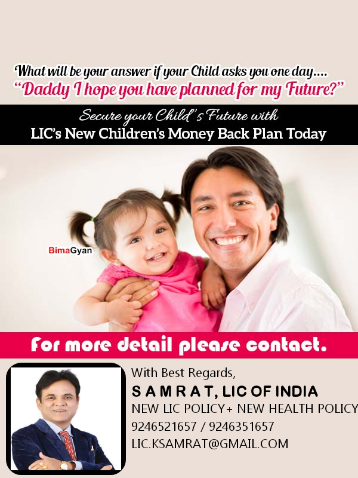 What will be your answer if your Child asks you one day....
"Daddy I hope you have planned for my Future?"
Secure your Child's Future with
LIC's New Children's Money Back Plan Today
BimaGyan
For more detail please contact.
With Best Regards,
S A M R A T, LIC OF INDIA
NEW LIC POLICY+ NEW HEALTH POLICY
9246521657 / 9246351657
LIC.KSAMRAT@GMAIL.COM